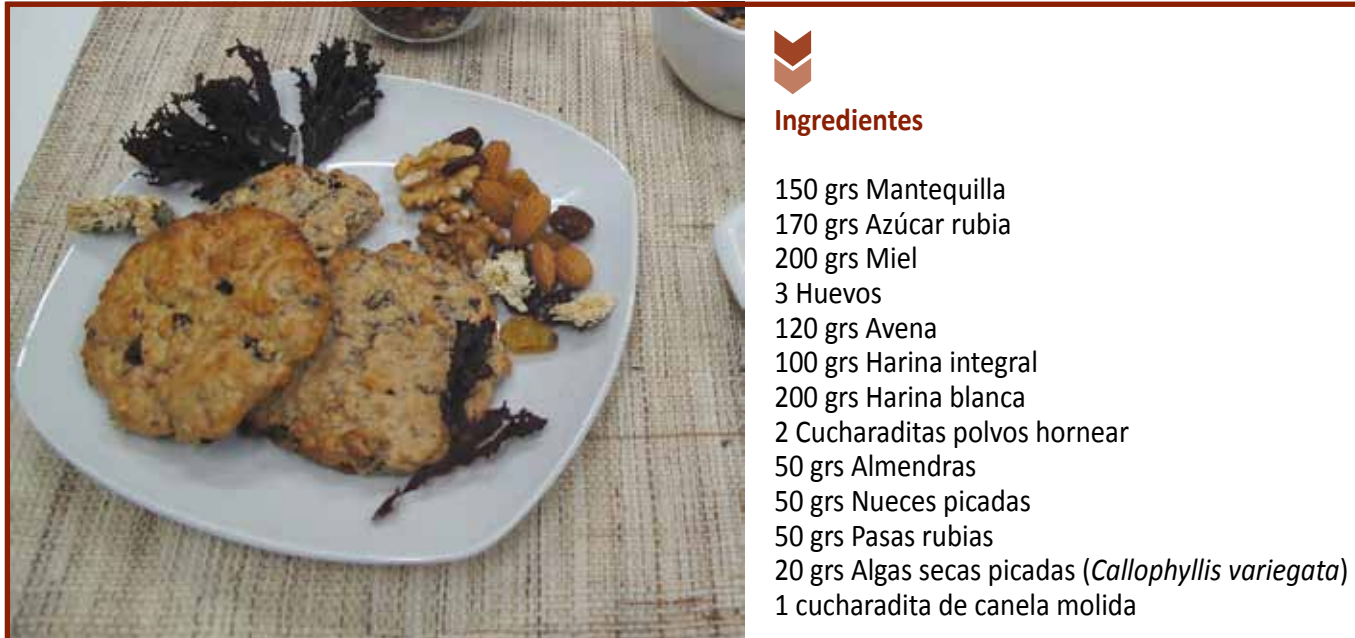 Ingredientes
150 grs Mantequilla
170 grs Azúcar rubia
200 grs Miel
3 Huevos
120 grs Avena
100 grs Harina integral
200 grs Harina blanca
2 Cucharaditas polvos hornear
50 grs Almendras
50 grs Nueces picadas
50 grs Pasas rubias
20 grs Algas secas picadas (Callophyllis variegata)
1 cucharadita de canela molida